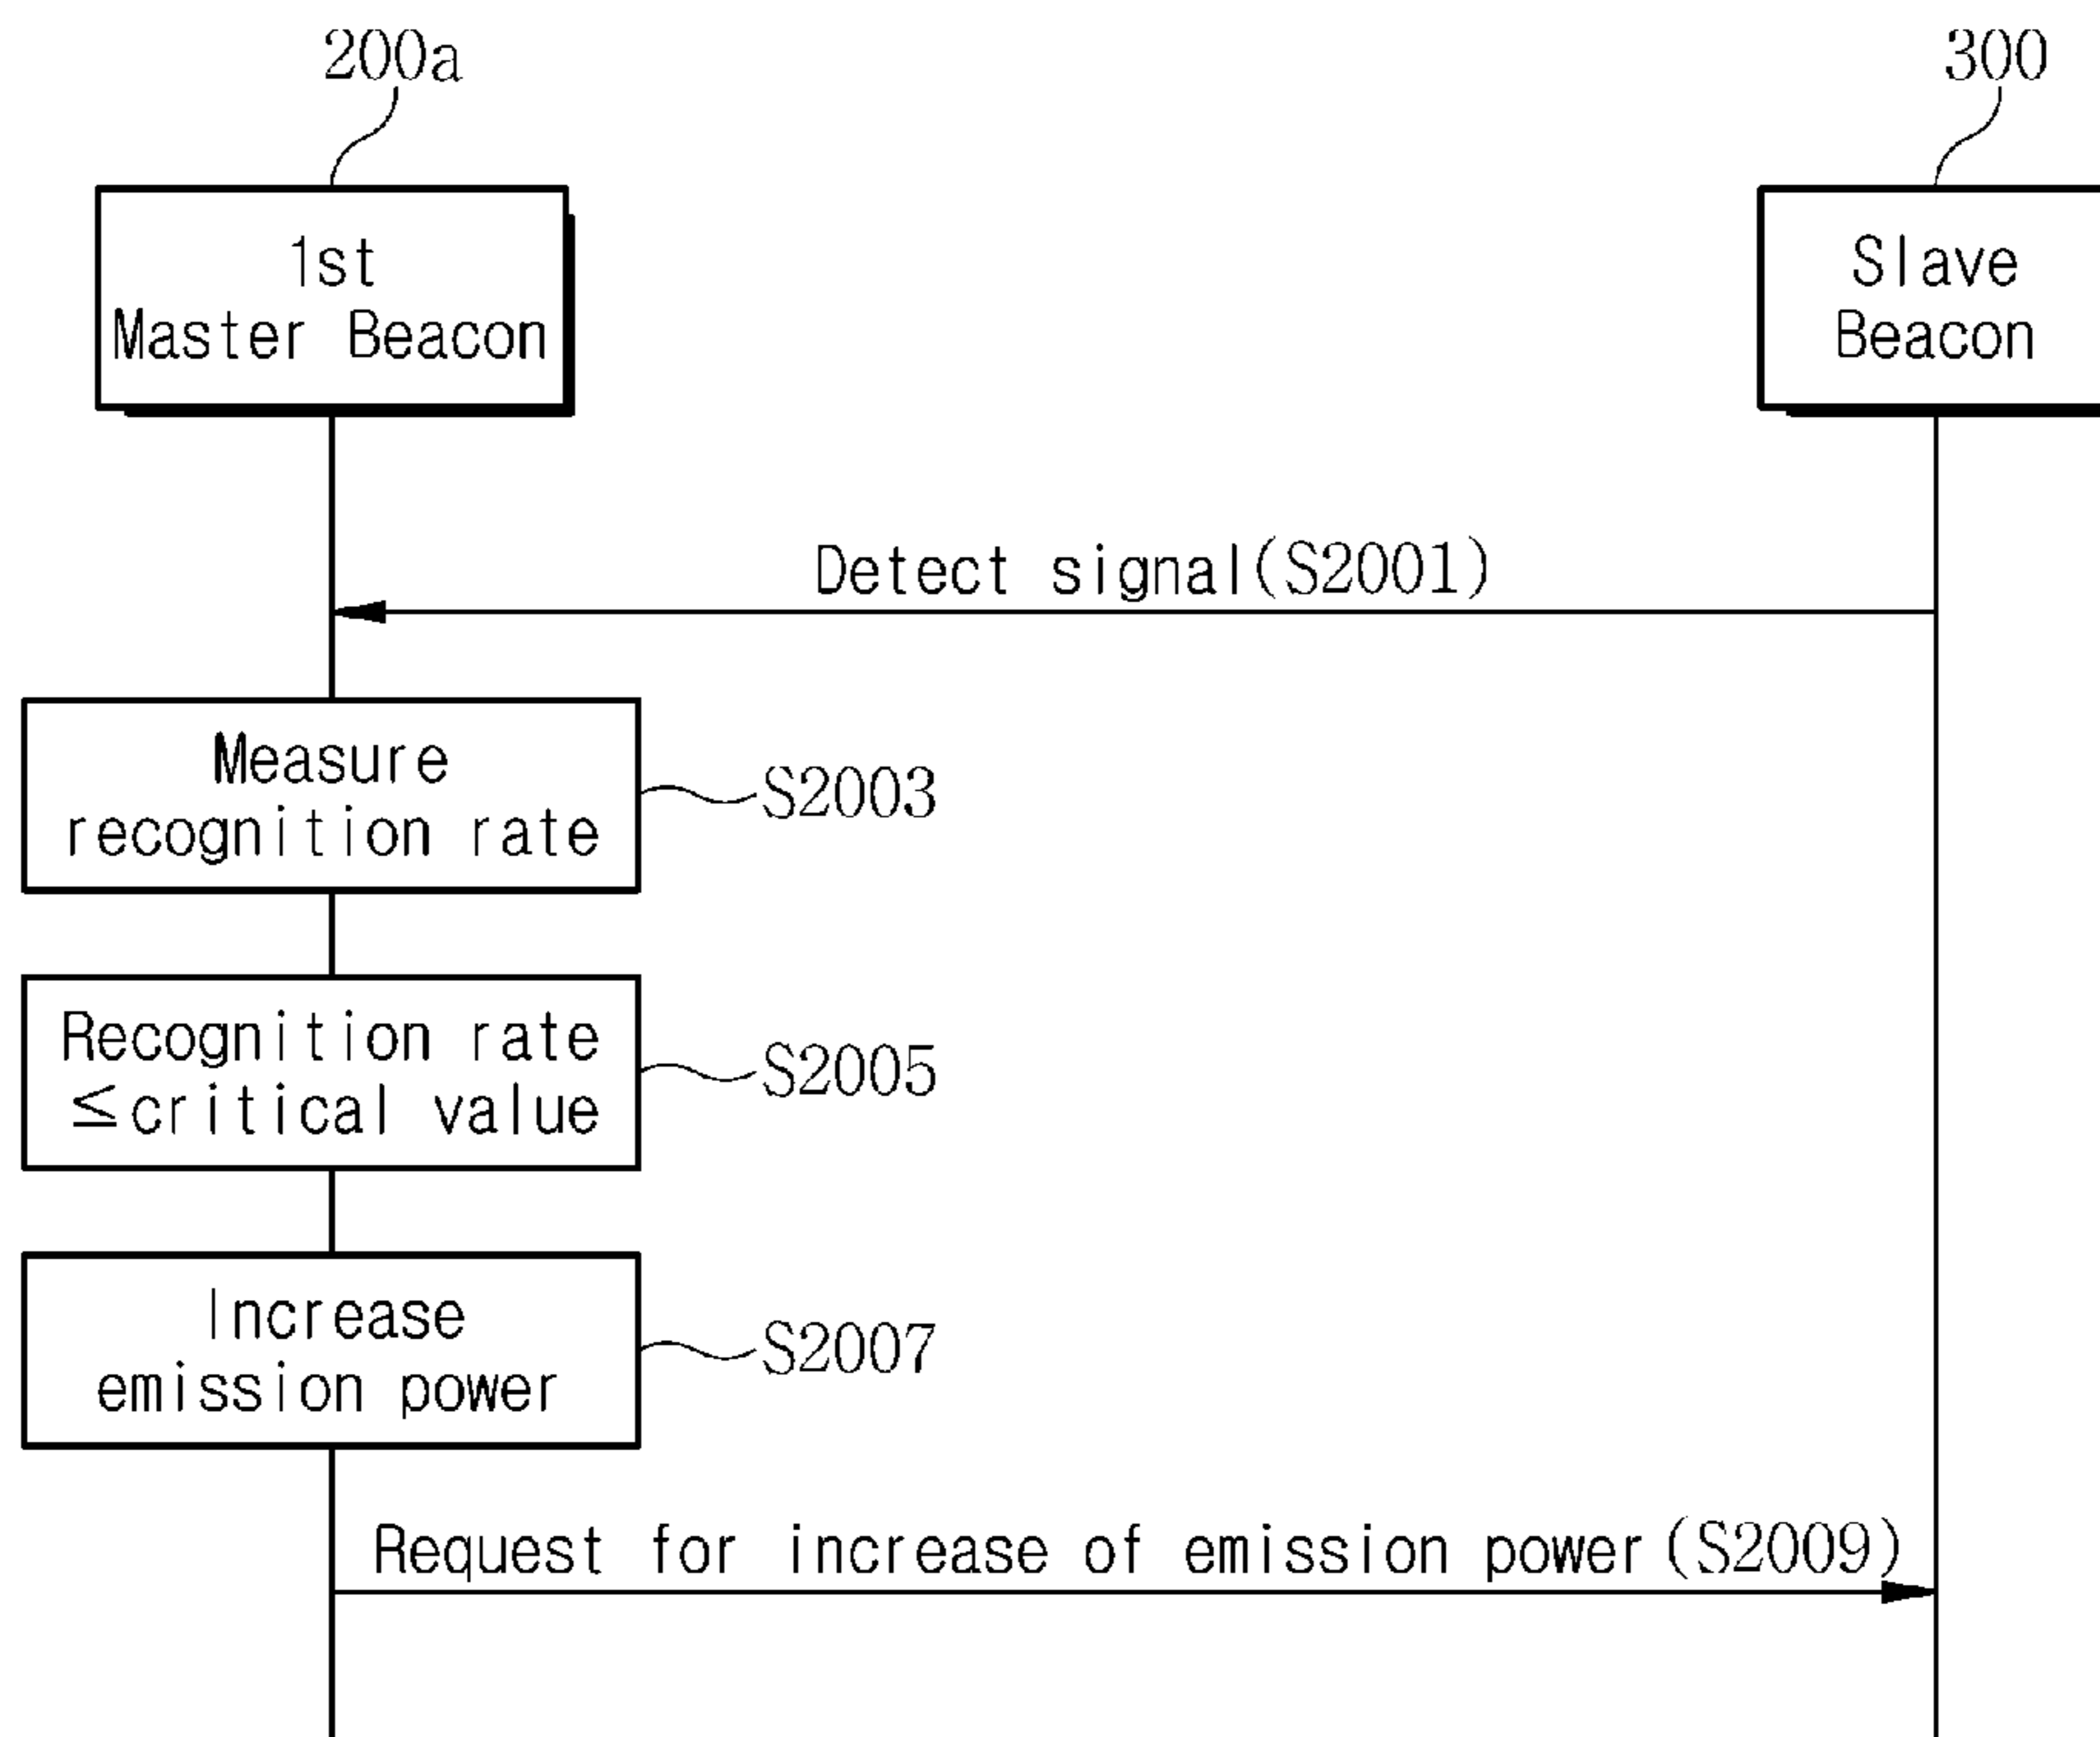 200a
300
1st
Master Beacon
Slave
Beacon
Detect signal(S2001)
Measure
recognition rate
S2003
Recognition rate
≤critical value
S2005
Increase
emission power
S2007
Request for increase of emission power(S2009)